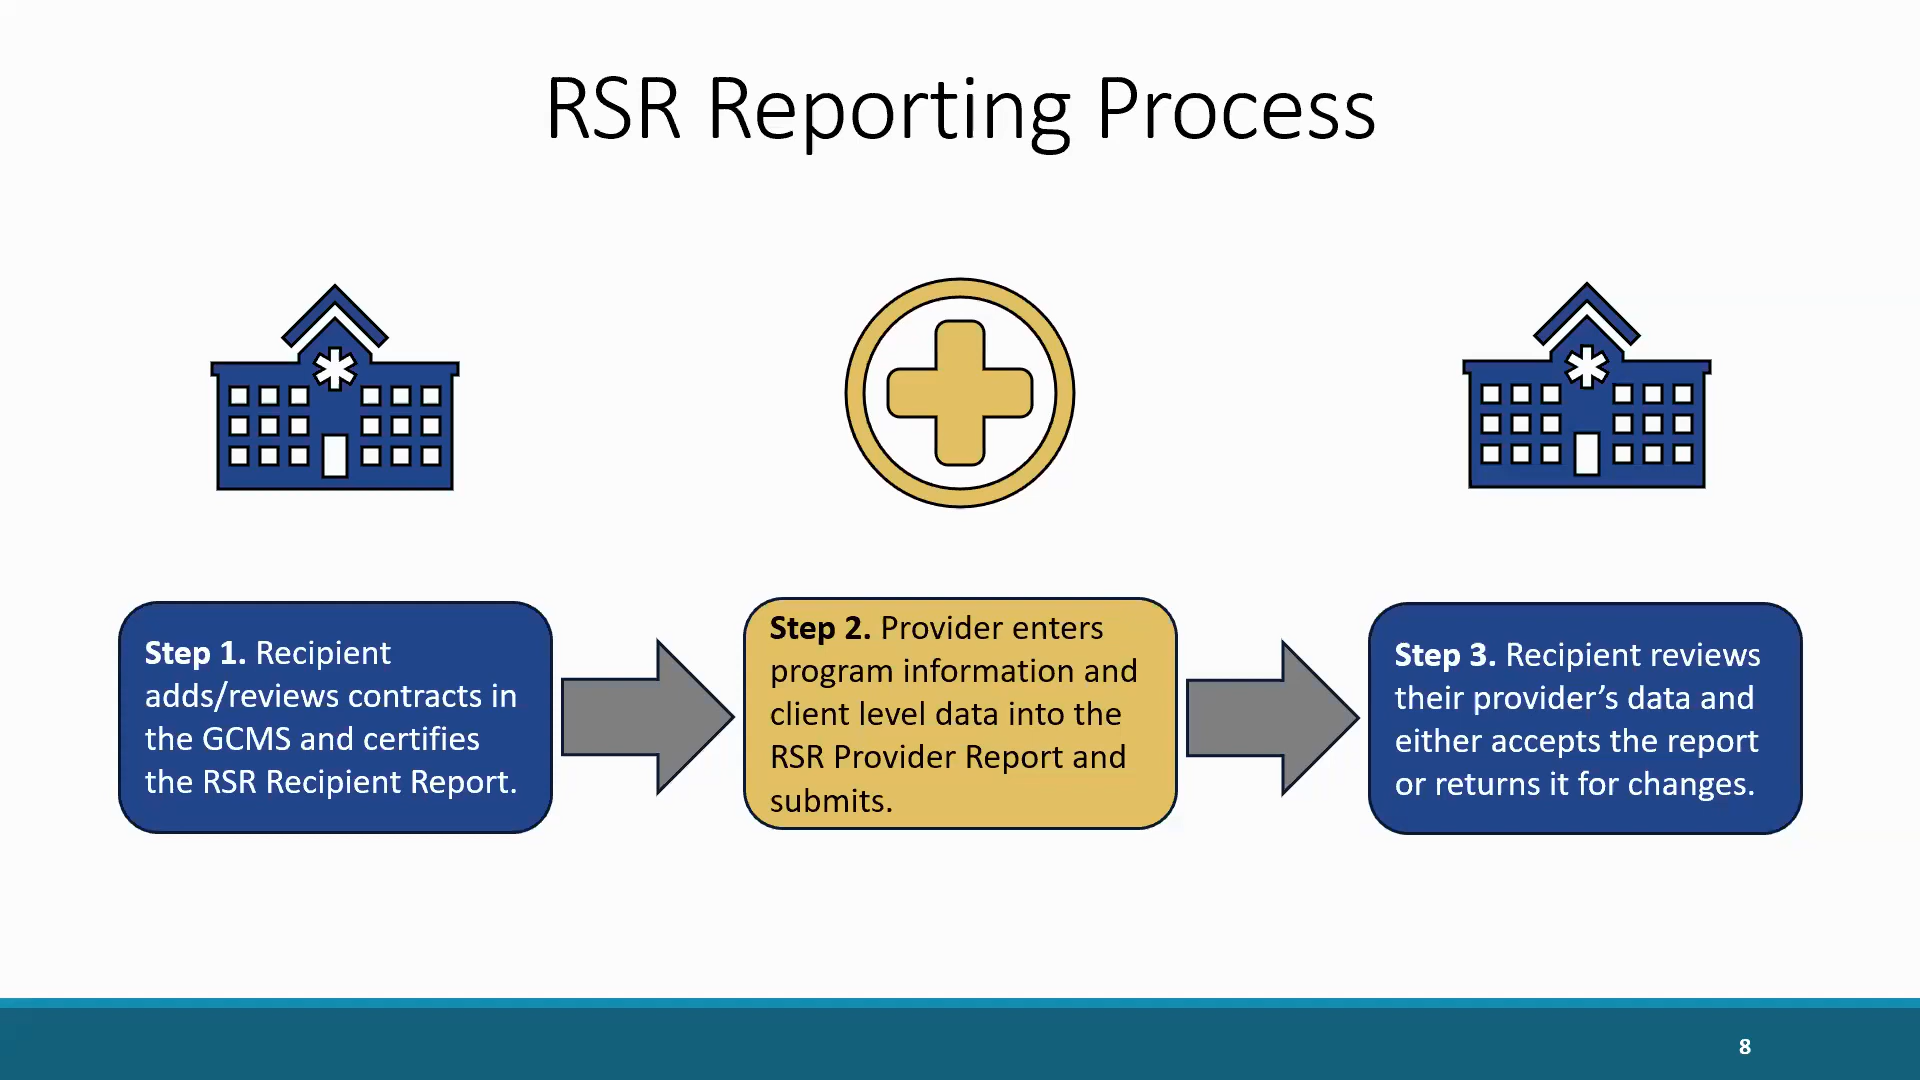 RSR Reporting Process
Step 1. Recipient
adds/reviews contracts in
the GCMS and certifies
the RSR Recipient Report.
Step 2. Provider enters
program information and
client level data into the
RSR Provider Report and
submits.
Step 3. Recipient reviews
their provider’s data and
either accepts the report
or returns it for changes.
8